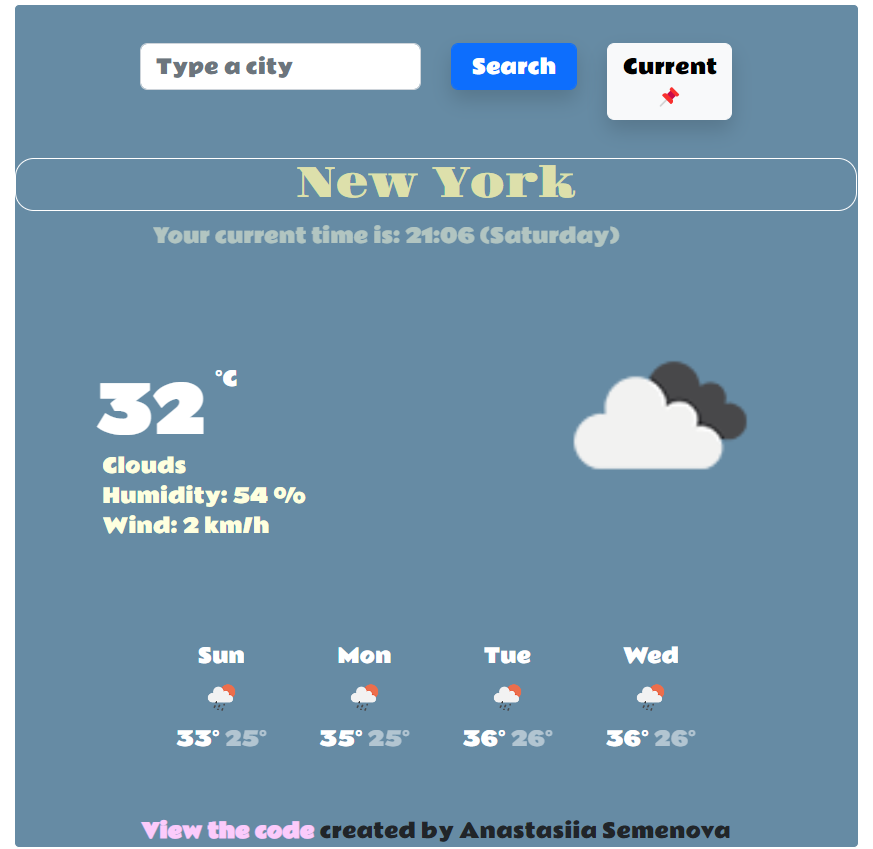 Type a city
Search
Current
New York
Your current time is: 21:06 (Saturday)
32 °C
Clouds
Humidity: 54 %
Wind: 2 km/h
Sun Mon Tue Wed
33° 25° 35° 25° 36° 26° 36° 26°
View the code created by Anastasiia Semenova